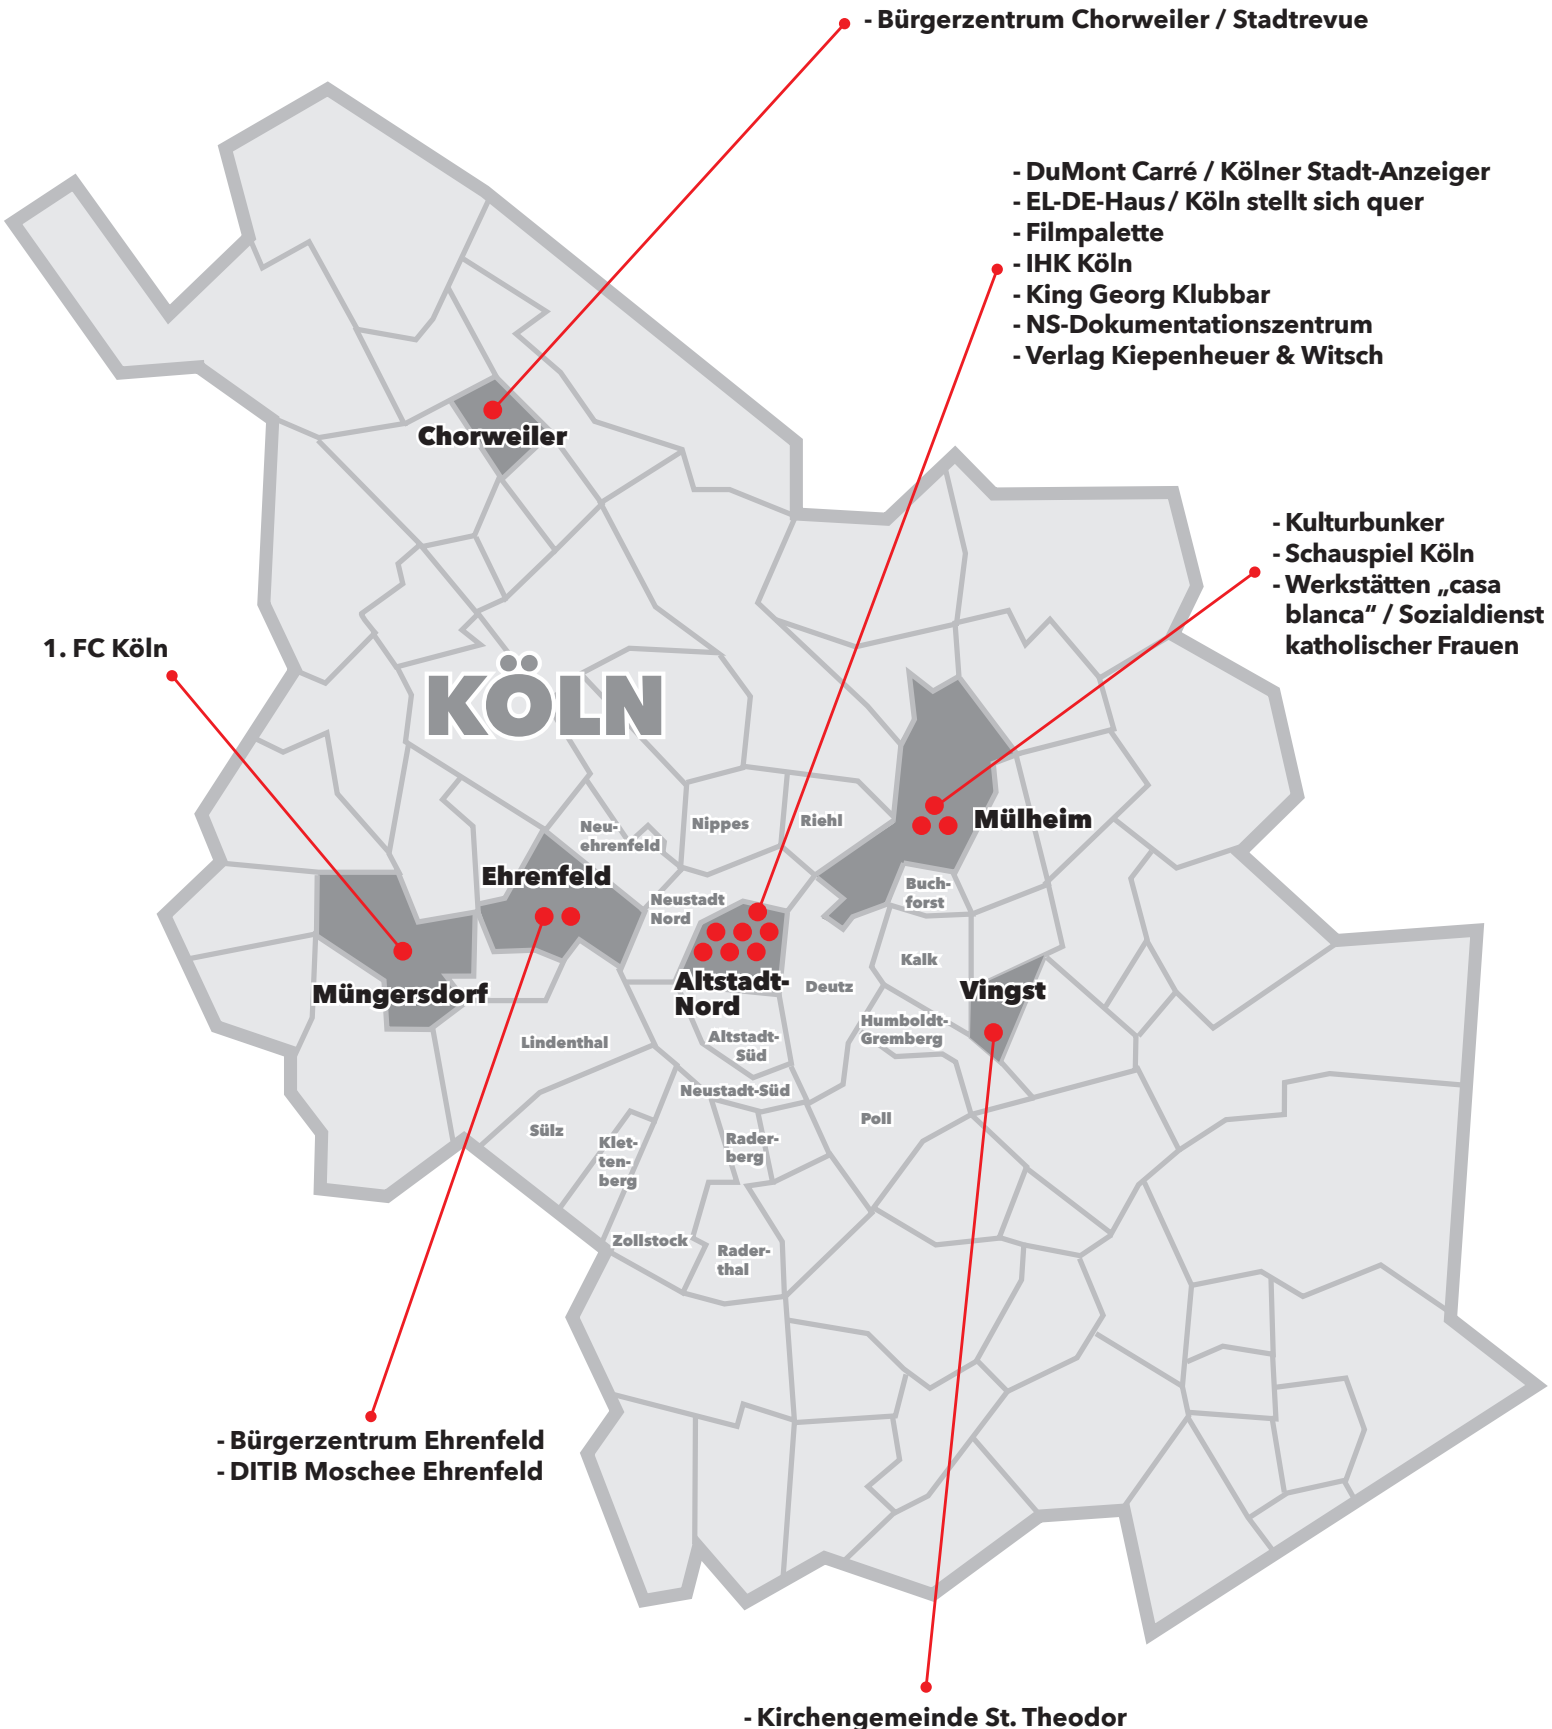 - Bürgerzentrum Chorweiler / Stadtrevue
- DuMont Carré / Kölner Stadt-Anzeiger
- EL-DE-Haus / Köln stellt sich quer
- Filmpalette
- IHK Köln
- King Georg Klubbar
- NS-Dokumentationszentrum
- Verlag Kiepenheuer & Witsch
Chorweiler
- Kulturbunker
- Schauspiel Köln
- Werkstätten „casa
blanca“ / Sozialdienst
katholischer Frauen
1. FC Köln
KÖLN
Neu-
ehrenfeld
Nippes
Riehl
Mülheim
Ehrenfeld
Buch-
forst
Neustadt
Nord
Kalk
Altstadt-
Nord
Deutz
Vingst
Müngersdorf
Humboldt-
Gremberg
Lindenthal
Altstadt-
Süd
Neustadt-Süd
Poll
Sülz
Klet-
ten-
berg
Rader-
berg
Zollstock
Rader-
thal
- Bürgerzentrum Ehrenfeld
- DITIB Moschee Ehrenfeld
- Kirchengemeinde St. Theodor